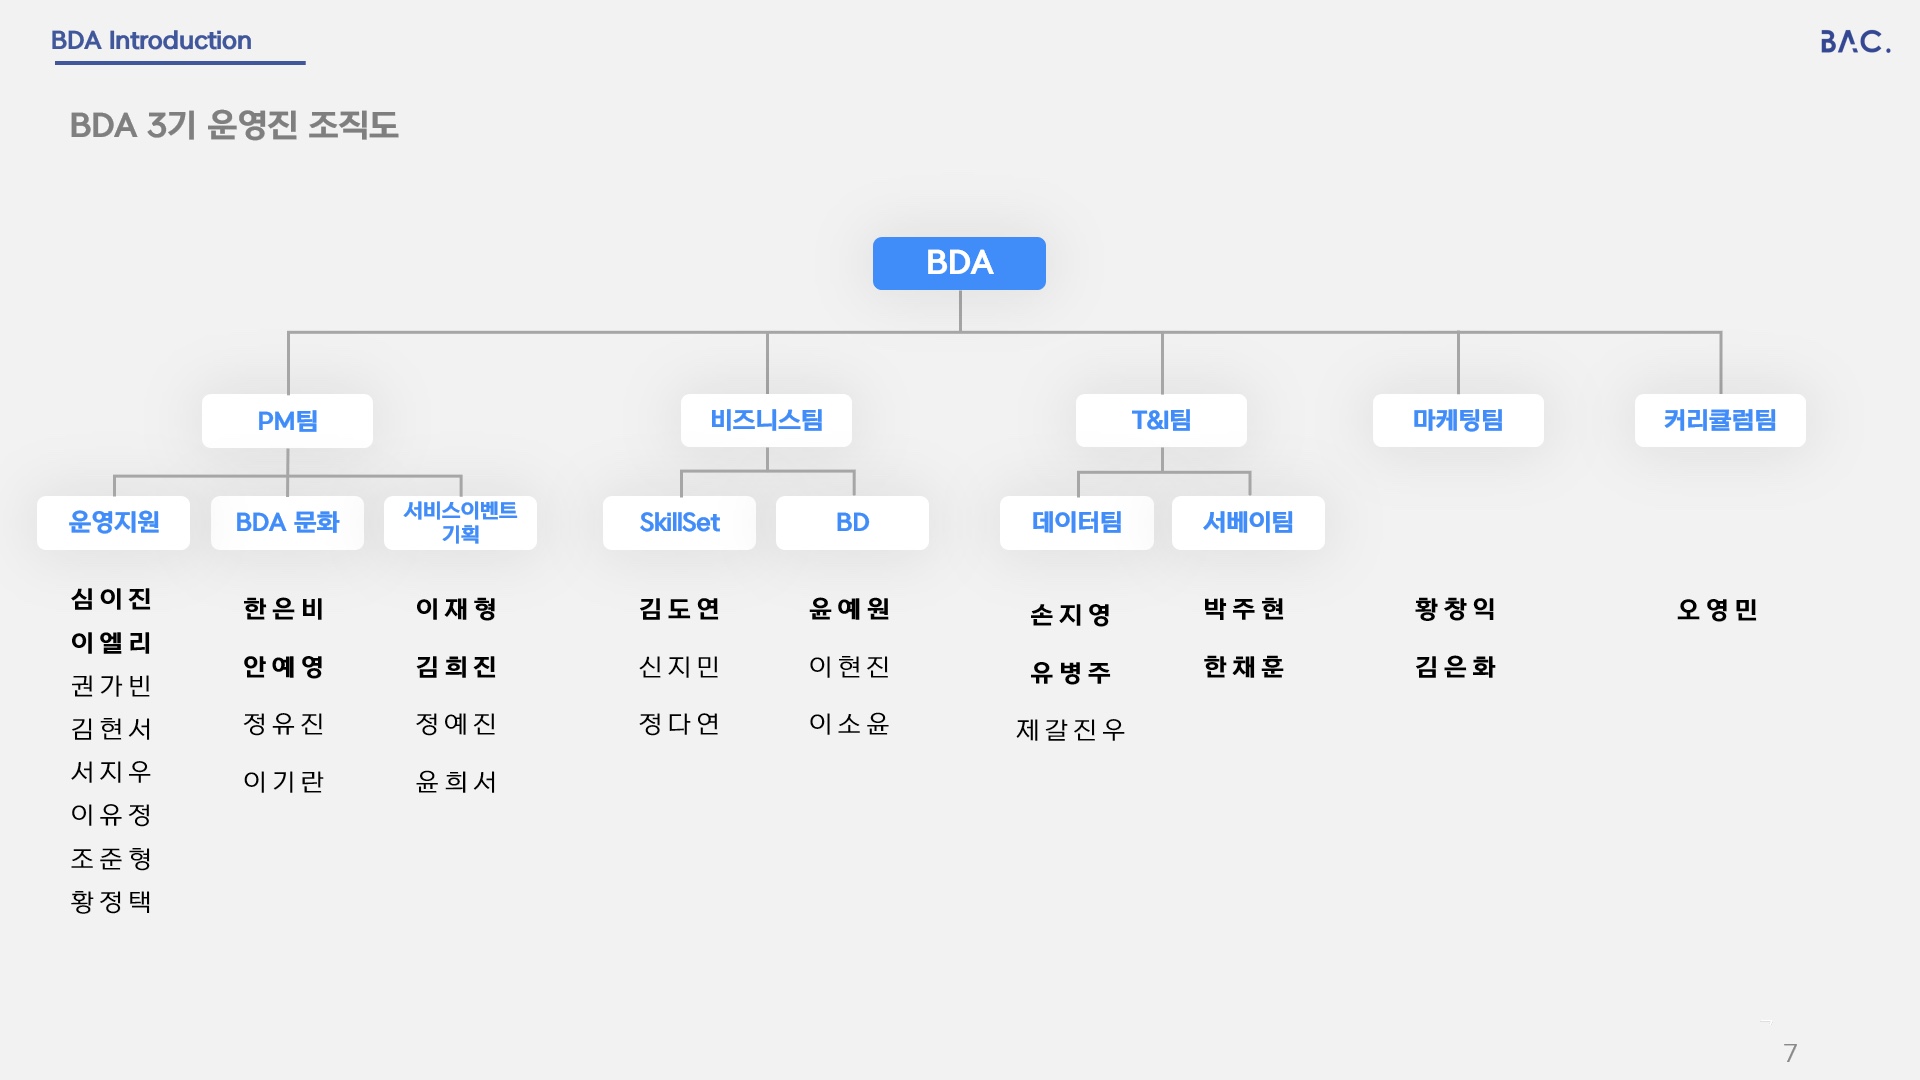 BDA Introduction
BAC.
BDA 3기 운영진 조직도
BDA
PM팀
비즈니스팀
T&I팀
마케팅팀
커리큘럼팀
운영지원
BDA 문화
서비스이벤트
기획
SkillSet
BD
데이터팀
서베이팀
심이진
이엘리
권가빈
김현서
서지우
이유정
조준형
황정택
한은비
안예영
정유진
이기란
이재형
김희진
정예진
윤희서
김도연
신지민
정다연
윤예원
이현진
이소윤
손지영
유병주
제갈진우
박주현
한채훈
황창익
김은화
오영민
7